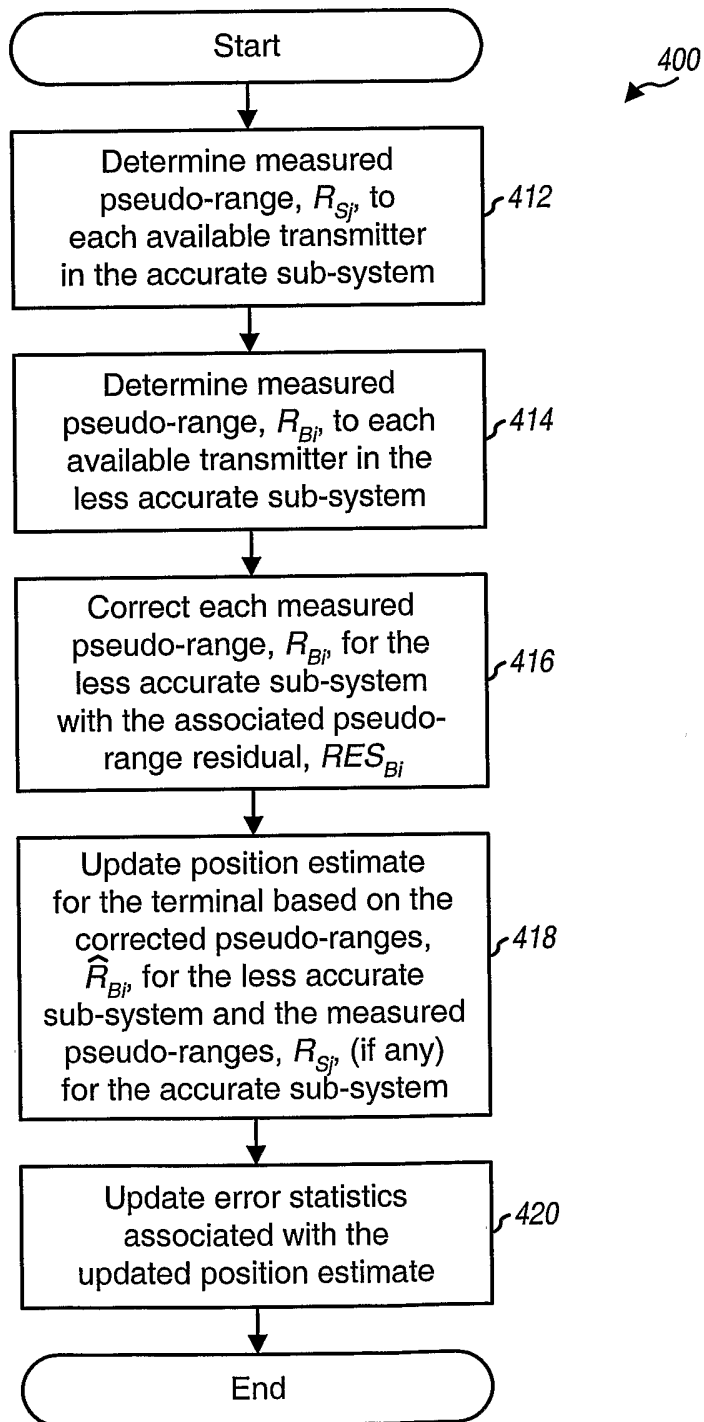 Start
400
Determine measured
pseudo-range, R_Sj, to
each available transmitter
in the accurate sub-system
412
Determine measured
pseudo-range, R_Bi, to each
available transmitter in the
less accurate sub-system
414
Correct each measured
pseudo-range, R_Bi, for the
less accurate sub-system
with the associated pseudo-
range residual, RES_Bi
416
Update position estimate
for the terminal based on the
corrected pseudo-ranges,
R̂_Bi, for the less accurate
sub-system and the measured
pseudo-ranges, R_Sj, (if any)
for the accurate sub-system
418
Update error statistics
associated with the
updated position estimate
420
End